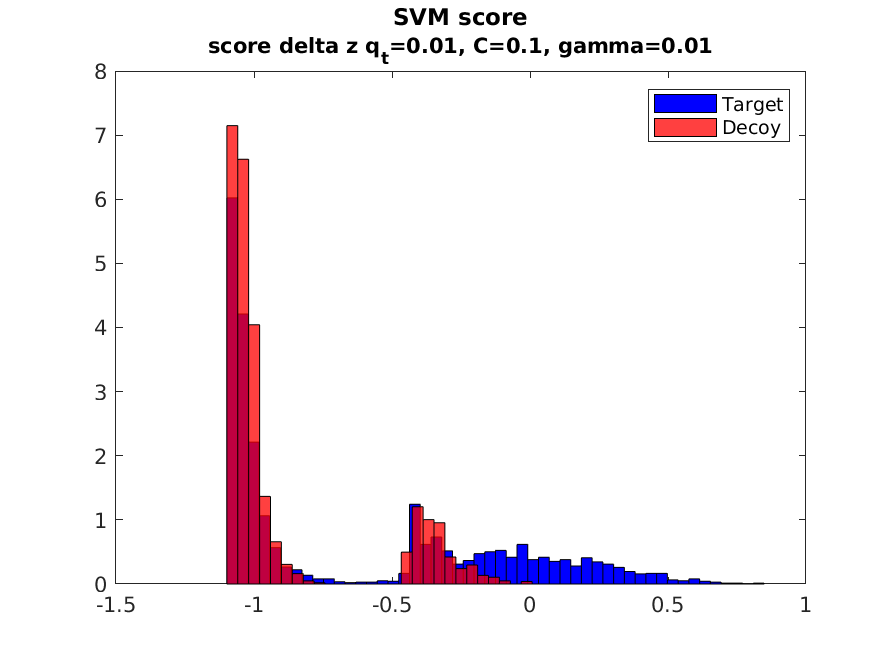 SVM score
score delta z q_t=0.01, C=0.1, gamma=0.01
8
7
6
5
4
3
2
1
0
-1.5 -1 -0.5 0 0.5 1
Target
Decoy